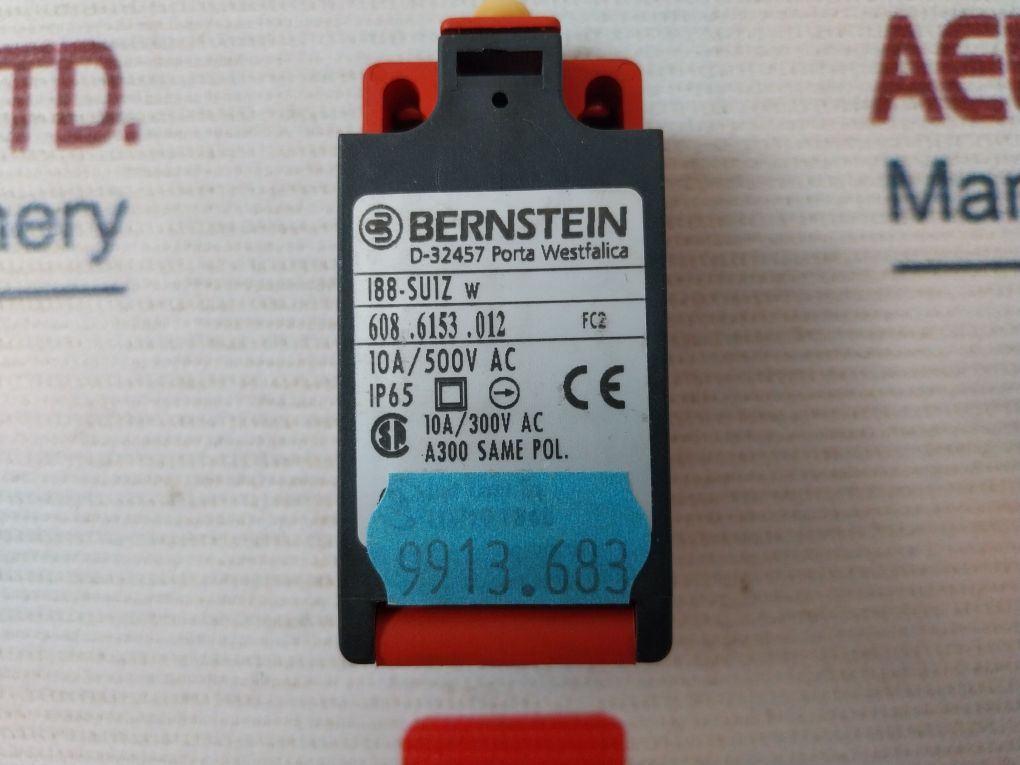 TD.
AE
nery
Mar
BERNSTEIN
D-32457 Porta Westfalica
I88-SU1Z w
608.6153.012 FC2
10A/500V AC
IP65 CE
10A/300V AC
A300 SAME POL.
9913.683